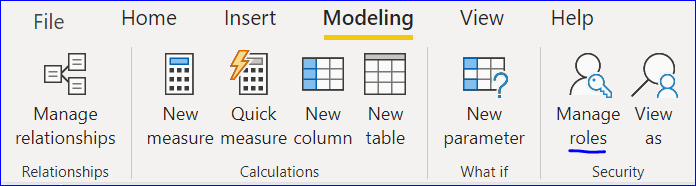 File Home Insert Modeling View Help
Manage relationships
New measure
Quick measure
New column
New table
New parameter
Manage roles
View as
Relationships Calculations What if Security